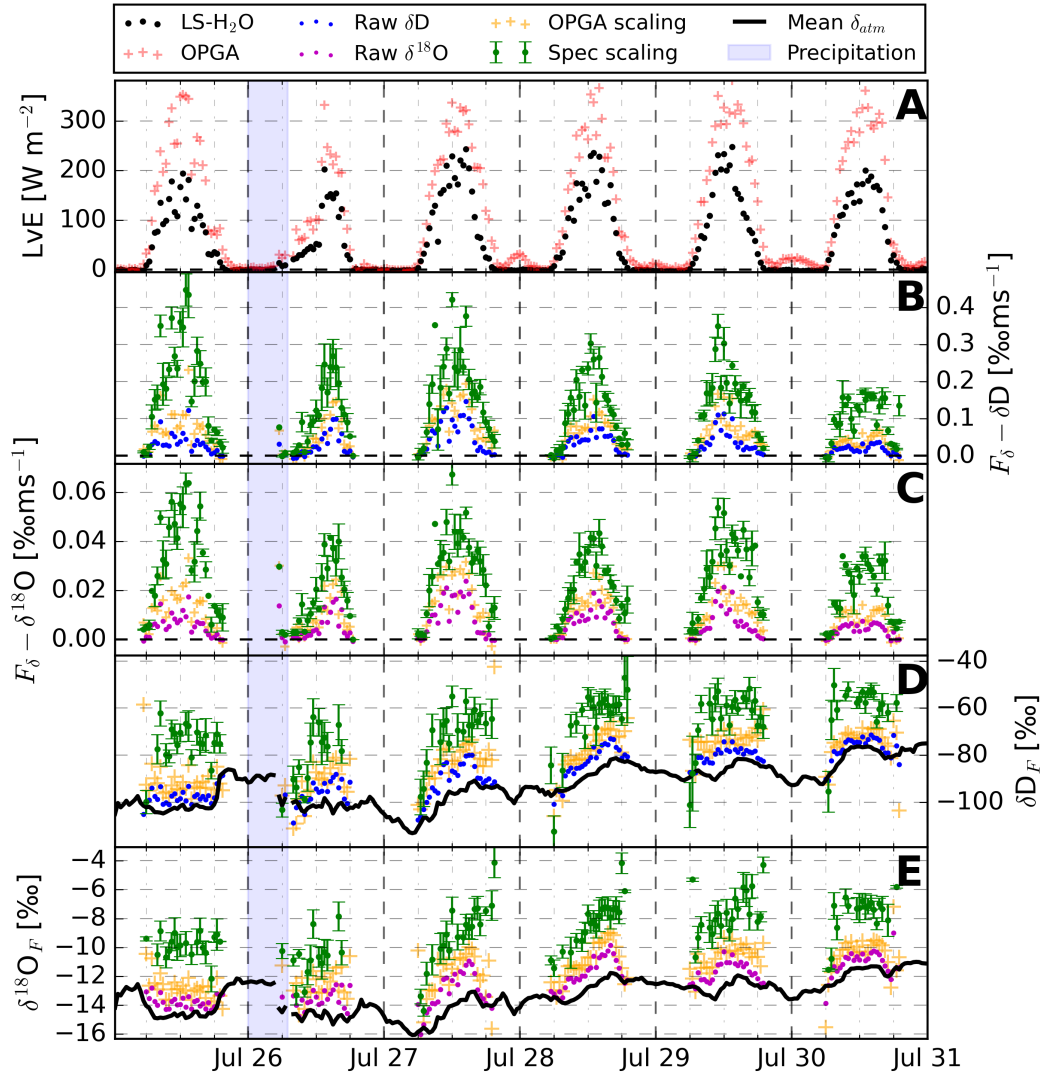 LS-H₂O Raw δD OPGA scaling Mean δ_atm
OPGA Raw δ¹⁸O Spec scaling Precipitation
A
LvE [W m⁻²]
300
200
100
0
B
F_δ − δD [‰ms⁻¹]
0.4
0.3
0.2
0.1
0.0
C
F_δ − δ¹⁸O [‰ms⁻¹]
0.06
0.04
0.02
0.00
D
δD_F [‰]
−40
−60
−80
−100
E
δ¹⁸O_F [‰]
−4
−6
−8
−10
−12
−14
−16
Jul 26 Jul 27 Jul 28 Jul 29 Jul 30 Jul 31